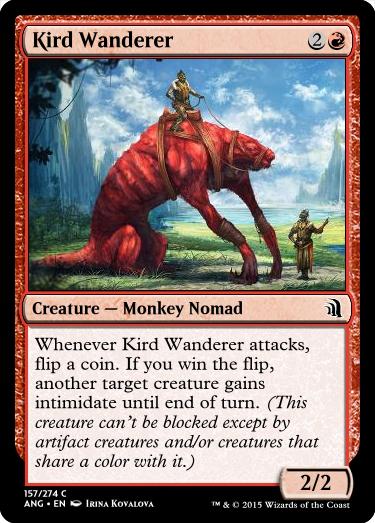 Kird Wanderer 2
Creature — Monkey Nomad
Whenever Kird Wanderer attacks,
flip a coin. If you win the flip,
another target creature gains
intimidate until end of turn. (This
creature can't be blocked except by
artifact creatures and/or creatures that
share a color with it.)
2/2
157/274 C
ANG • EN Irina Kovalova
™ & © 2015 Wizards of the Coast